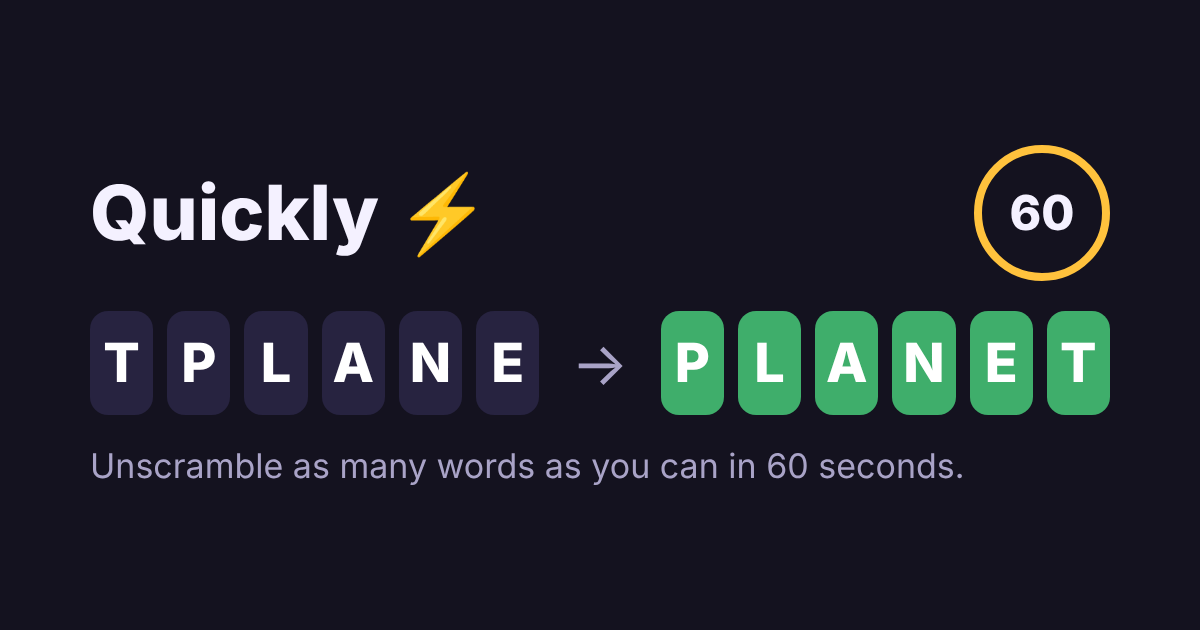 Quickly ⚡
60
T P L A N E → P L A N E T
Unscramble as many words as you can in 60 seconds.